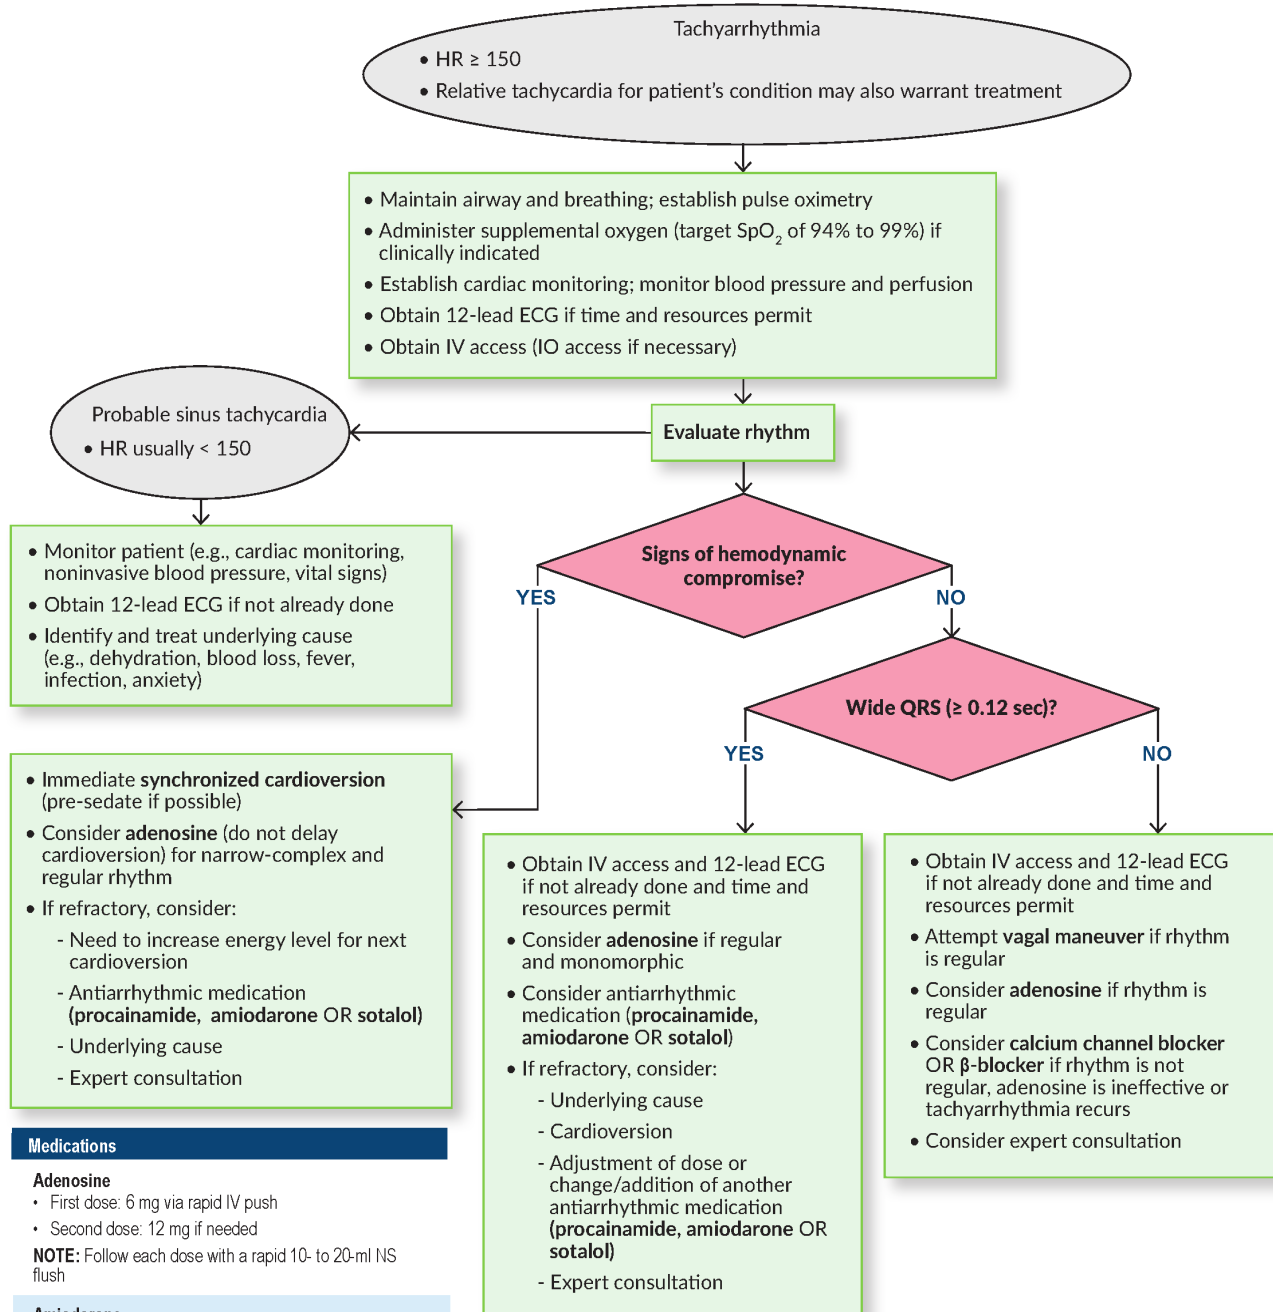 Tachyarrhythmia
• HR ≥ 150
• Relative tachycardia for patient's condition may also warrant treatment
• Maintain airway and breathing; establish pulse oximetry
• Administer supplemental oxygen (target SpO2 of 94% to 99%) if
clinically indicated
• Establish cardiac monitoring; monitor blood pressure and perfusion
• Obtain 12-lead ECG if time and resources permit
• Obtain IV access (IO access if necessary)
Evaluate rhythm
Probable sinus tachycardia
• HR usually < 150
• Monitor patient (e.g., cardiac monitoring,
noninvasive blood pressure, vital signs)
• Obtain 12-lead ECG if not already done
• Identify and treat underlying cause
(e.g., dehydration, blood loss, fever,
infection, anxiety)
Signs of hemodynamic
compromise?
YES
NO
Wide QRS (≥ 0.12 sec)?
YES
NO
• Immediate synchronized cardioversion
(pre-sedate if possible)
• Consider adenosine (do not delay
cardioversion) for narrow-complex and
regular rhythm
• If refractory, consider:
- Need to increase energy level for next
cardioversion
- Antiarrhythmic medication
(procainamide, amiodarone OR sotalol)
- Underlying cause
- Expert consultation
• Obtain IV access and 12-lead ECG
if not already done and time and
resources permit
• Consider adenosine if regular
and monomorphic
• Consider antiarrhythmic
medication (procainamide,
amiodarone OR sotalol)
• If refractory, consider:
- Underlying cause
- Cardioversion
- Adjustment of dose or
change/addition of another
antiarrhythmic medication
(procainamide, amiodarone OR
sotalol)
- Expert consultation
• Obtain IV access and 12-lead ECG
if not already done and time and
resources permit
• Attempt vagal maneuver if rhythm
is regular
• Consider adenosine if rhythm is
regular
• Consider calcium channel blocker
OR β-blocker if rhythm is not
regular, adenosine is ineffective or
tachyarrhythmia recurs
• Consider expert consultation
Medications
Adenosine
• First dose: 6 mg via rapid IV push
• Second dose: 12 mg if needed
NOTE: Follow each dose with a rapid 10- to 20-ml NS
flush